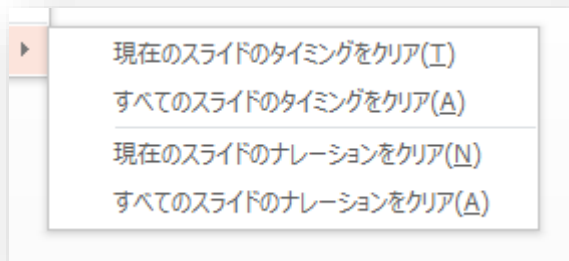 現在のスライドのタイミングをクリア(T)
すべてのスライドのタイミングをクリア(A)
現在のスライドのナレーションをクリア(N)
すべてのスライドのナレーションをクリア(A)